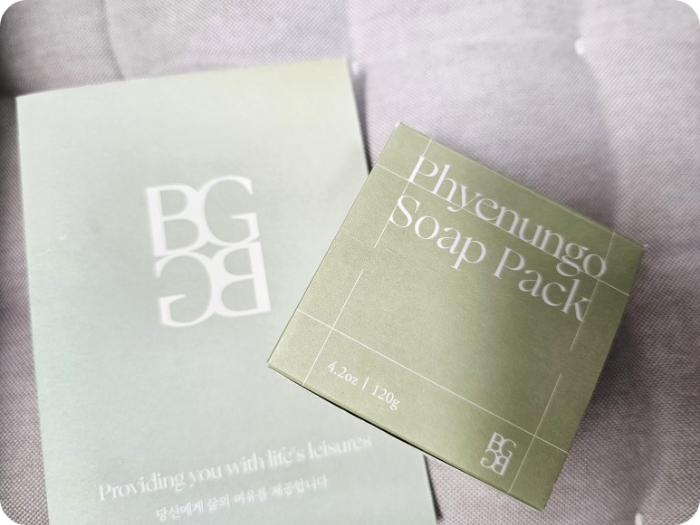 BG
BG
Providing you with life's leisures
당신에게 삶의 여유를 제공합니다
Phyenungo
Soap Pack
4.2oz | 120g
BG
BG